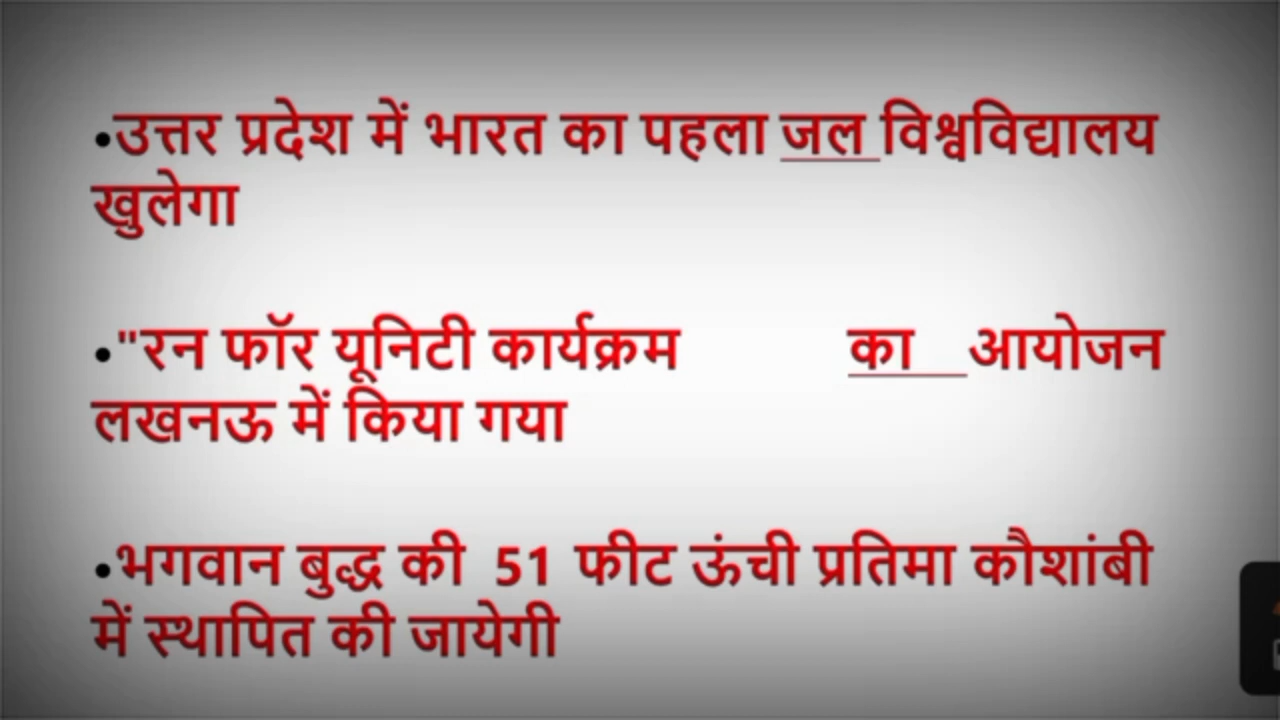 •उत्तर प्रदेश में भारत का पहला जल विश्वविद्यालय
खुलेगा
•"रन फॉर यूनिटी कार्यक्रम का आयोजन
लखनऊ में किया गया
•भगवान बुद्ध की 51 फीट ऊंची प्रतिमा कौशांबी
में स्थापित की जायेगी